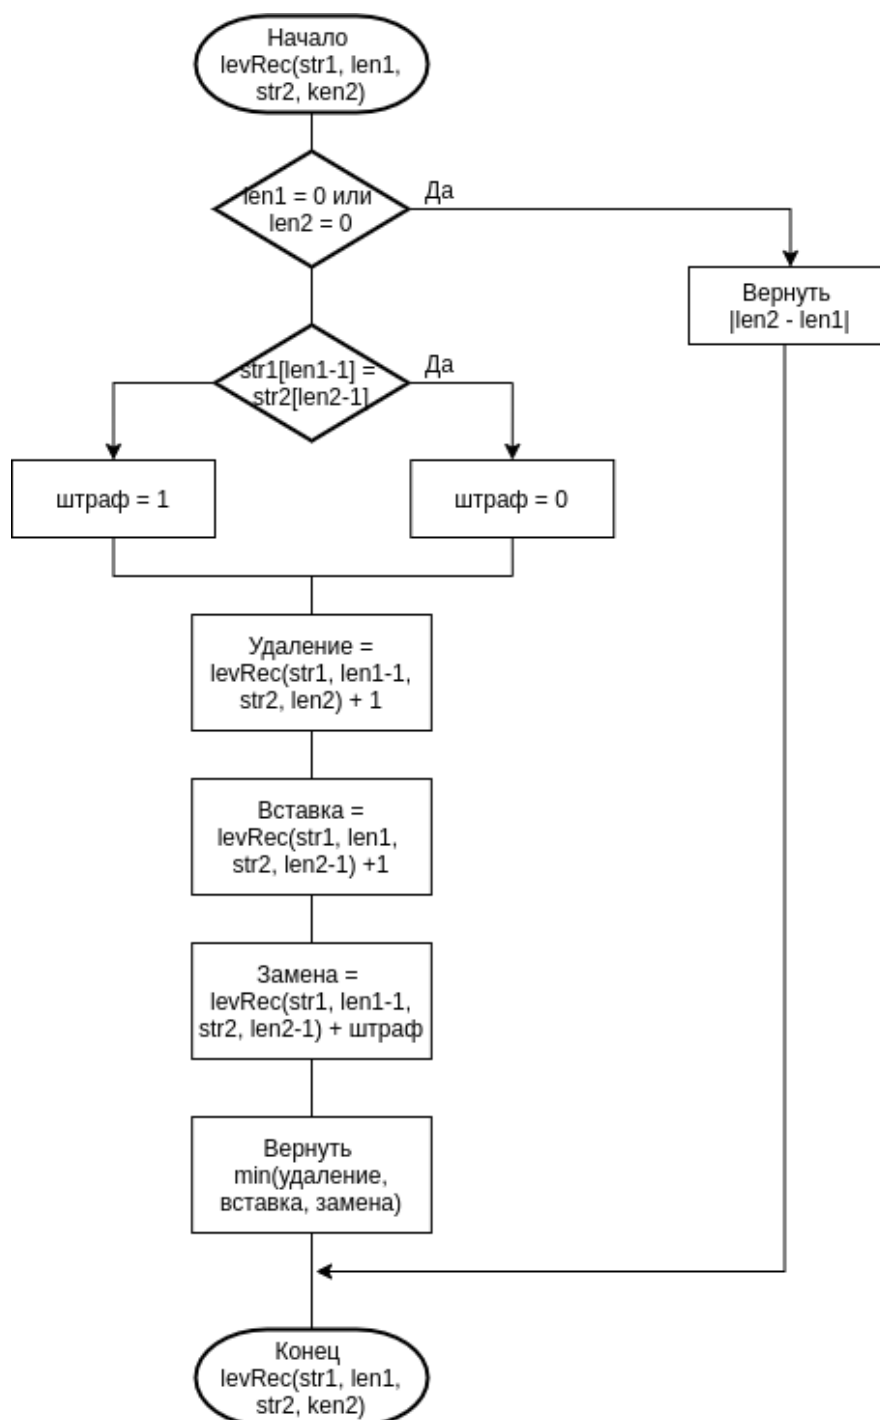 Начало
levRec(str1, len1,
str2, ken2)
len1 = 0 или
len2 = 0
Да
Вернуть
|len2 - len1|
str1[len1-1] =
str2[len2-1]
Да
штраф = 1
штраф = 0
Удаление =
levRec(str1, len1-1,
str2, len2) + 1
Вставка =
levRec(str1, len1,
str2, len2-1) +1
Замена =
levRec(str1, len1-1,
str2, len2-1) + штраф
Вернуть
min(удаление,
вставка, замена)
Конец
levRec(str1, len1,
str2, ken2)